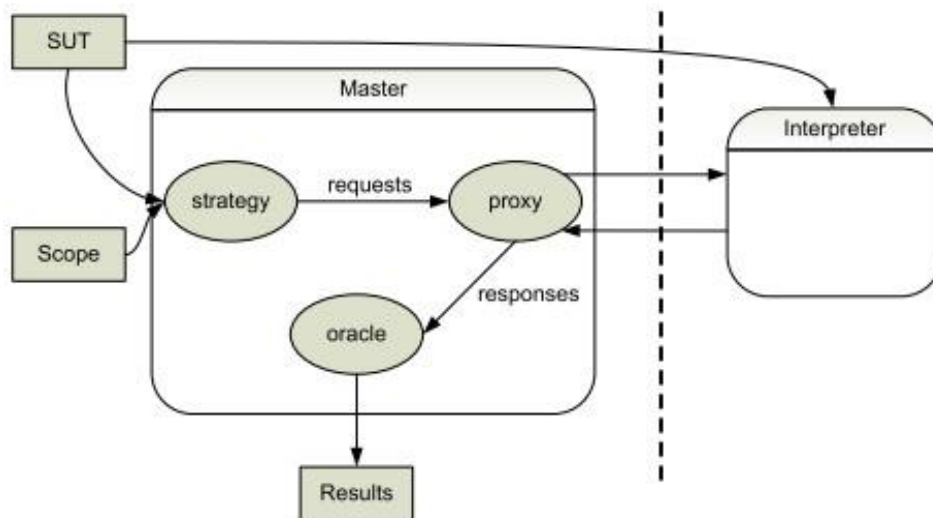 SUT
Master
Interpreter
strategy
requests
proxy
Scope
responses
oracle
Results